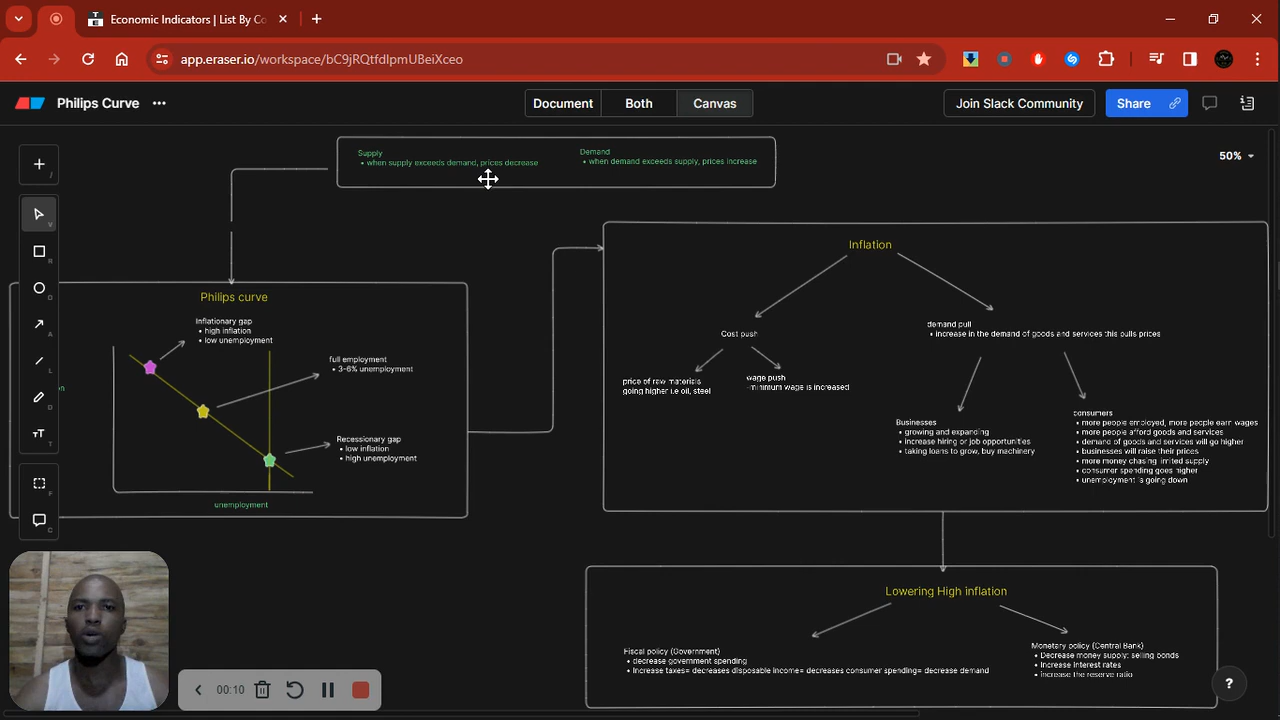 Economic Indicators | List By Co
app.eraser.io/workspace/bC9jRQtfdIpmUBeiXceo
Philips Curve
Document
Both
Canvas
Join Slack Community
Share
50%
Supply
• when supply exceeds demand, prices decrease
Demand
• when demand exceeds supply, prices increase
Philips curve
Inflationary gap
• high inflation
• low unemployment
full employment
• 3-6% unemployment
Recessionary gap
• low inflation
• high unemployment
unemployment
Inflation
Cost push
price of raw materials
going higher i.e oil, steel
wage push
-minimum wage is increased
demand pull
• increase in the demand of goods and services this pulls prices
Businesses
• growing and expanding
• increase hiring or job opportunities
• taking loans to grow, buy machinery
consumers
• more people employed, more people earn wages
• more people afford goods and services
• demand of goods and services will go higher
• businesses will raise their prices
• more money chasing limited supply
• consumer spending goes higher
• unemployment is going down
Lowering High inflation
Fiscal policy (Government)
• decrease government spending
• Increase taxes= decreases disposable income= decreases consumer spending= decrease demand
Monetary policy (Central Bank)
• Decrease money supply: selling bonds
• Increase interest rates
• increase the reserve ratio
00:10
?